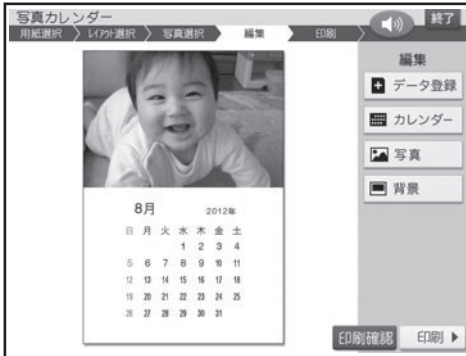 写真カレンダー
終了
用紙選択 レイアウト選択 写真選択 編集 印刷
編集
データ登録
カレンダー
写真
背景
8月 2012年
日 月 火 水 木 金 土
1 2 3 4
5 6 7 8 9 10 11
12 13 14 15 16 17 18
19 20 21 22 23 24 25
26 27 28 29 30 31
印刷確認 印刷